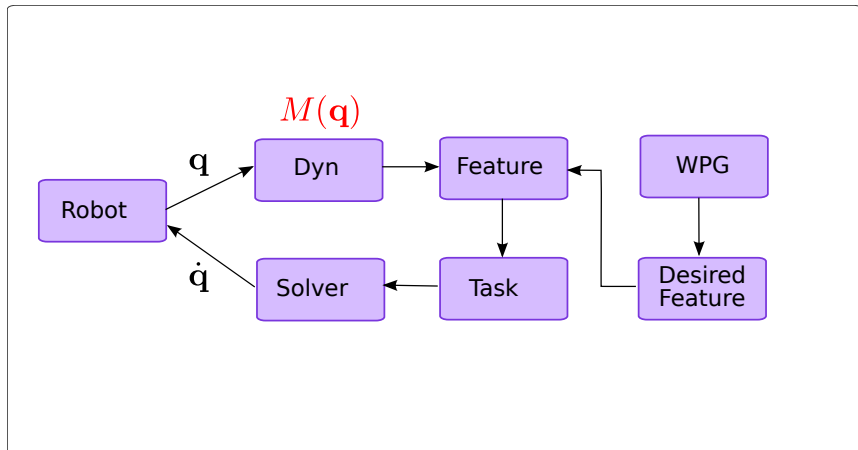 M(q)
q
Dyn
Feature
WPG
Robot
q̇
Solver
Task
Desired
Feature